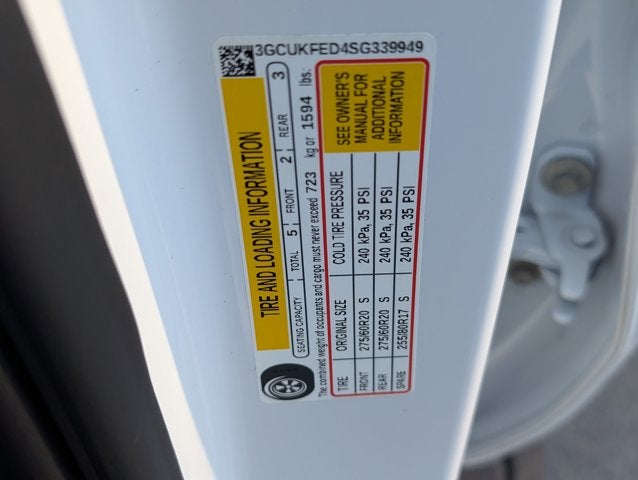 3GCUKFED4SG339949
TIRE AND LOADING INFORMATION
SEATING CAPACITY TOTAL 5 FRONT 2 REAR 3
The combined weight of occupants and cargo must never exceed 723 kg or 1594 lbs.
TIRE ORIGINAL SIZE COLD TIRE PRESSURE
FRONT 275/60R20 S 240 kPa, 35 PSI
REAR 275/60R20 S 240 kPa, 35 PSI
SPARE 255/80R17 S 240 kPa, 35 PSI
SEE OWNER'S
MANUAL FOR
ADDITIONAL
INFORMATION